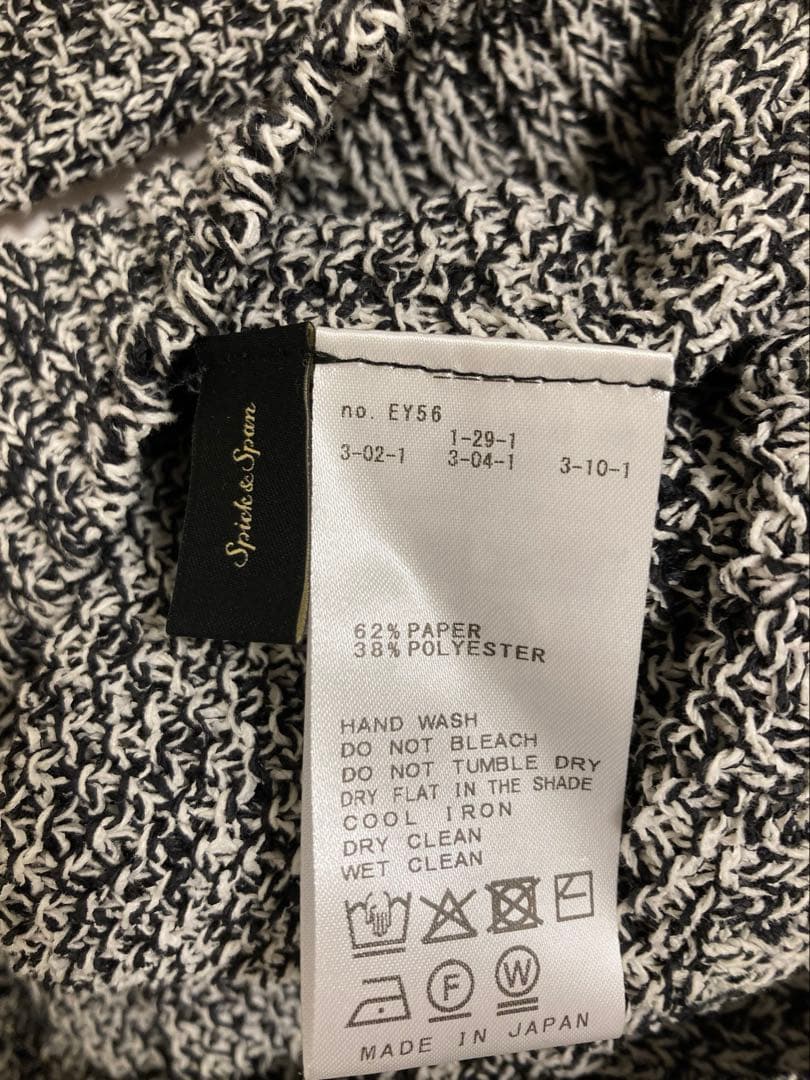 Spick & Span
no. EY56
1-29-1
3-02-1 3-04-1 3-10-1
62% PAPER
38% POLYESTER
HAND WASH
DO NOT BLEACH
DO NOT TUMBLE DRY
DRY FLAT IN THE SHADE
COOL IRON
DRY CLEAN
WET CLEAN
F W
MADE IN JAPAN